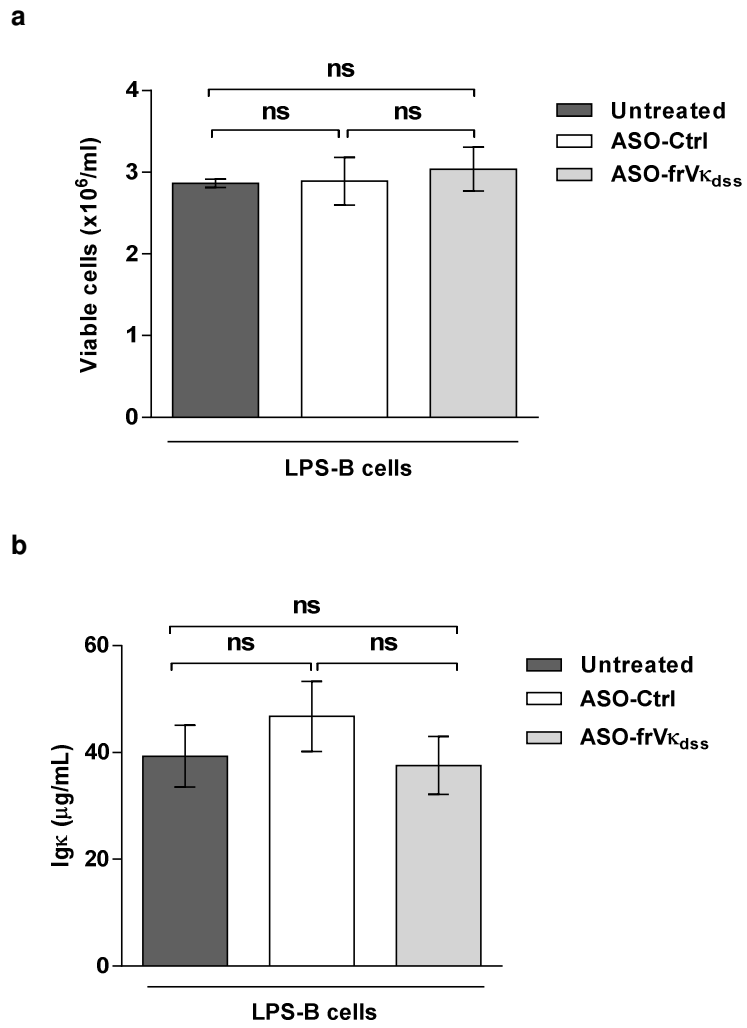 a
ns
ns ns
4
3
2
1
0
Viable cells (x10⁶/ml)
Untreated
ASO-Ctrl
ASO-frVκdss
LPS-B cells
b
ns
ns ns
60
40
20
0
Igκ (μg/mL)
Untreated
ASO-Ctrl
ASO-frVκdss
LPS-B cells